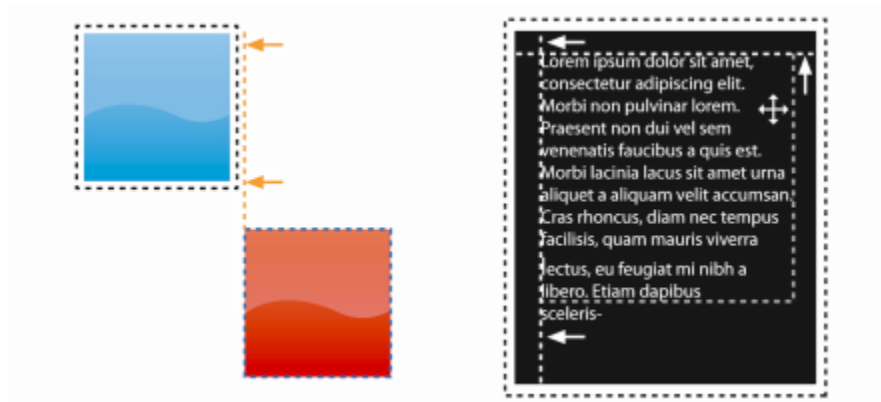 Lorem ipsum dolor sit amet,
consectetur adipiscing elit.
Morbi non pulvinar lorem.
Praesent non dui vel sem
venenatis faucibus a quis est.
Morbi lacinia lacus sit amet urna
aliquet a aliquam velit accumsan.
Cras rhoncus, diam nec tempus
facilisis, quam mauris viverra
lectus, eu feugiat mi nibh a
libero. Etiam dapibus
sceleris-